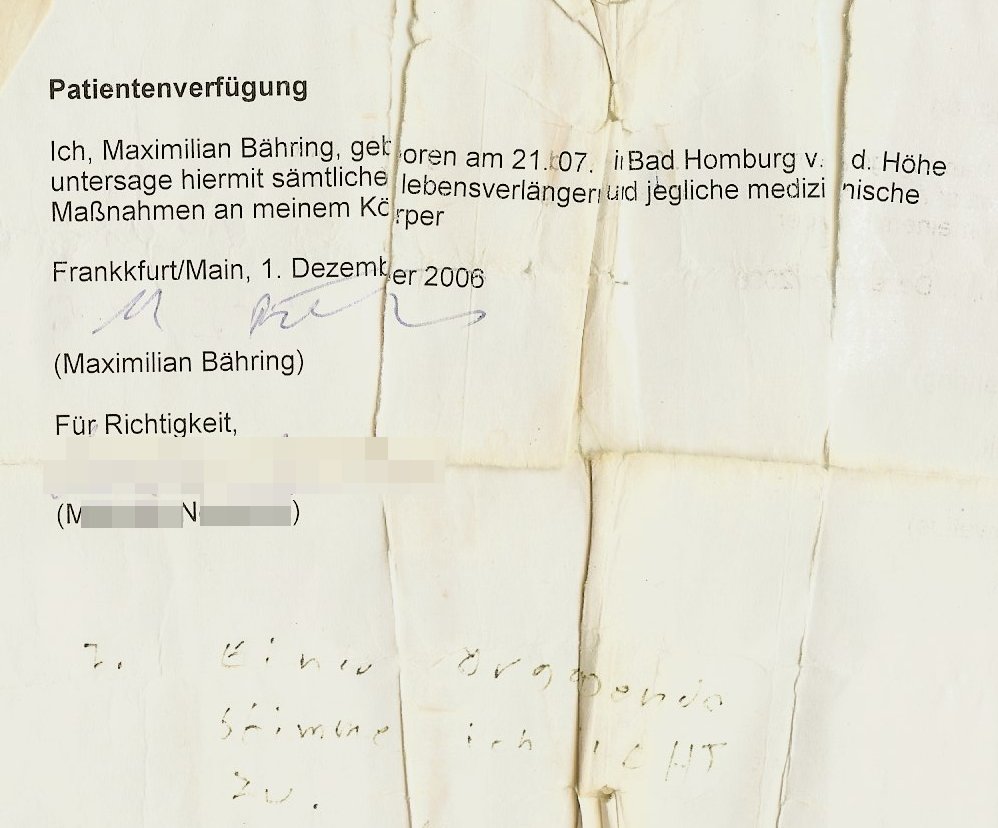 Patientenverfügung
Ich, Maximilian Bähring, geboren am 21. 07. in Bad Homburg v. d. Höhe
untersage hiermit sämtliche lebensverlängern und jegliche medizinische
Maßnahmen an meinem Körper
Frankkfurt/Main, 1. Dezember 2006
(Maximilian Bähring)
Für Richtigkeit,
(M N )
Einer Organspende
stimme ich NICHT
zu.